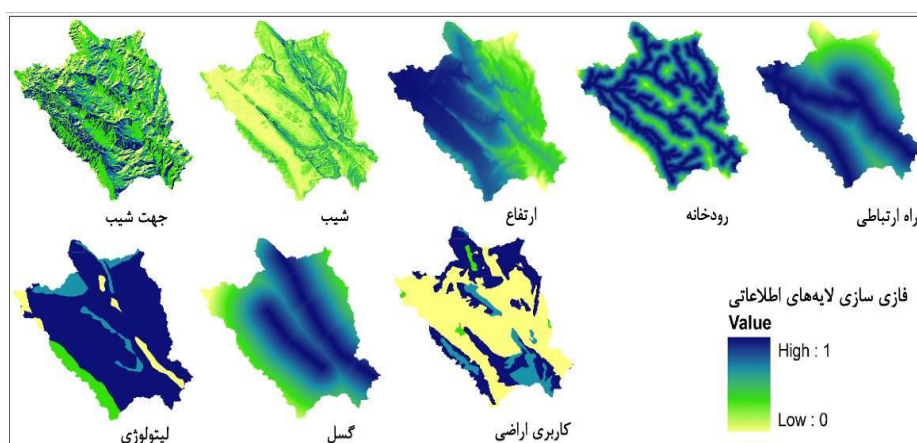 راه ارتباطی
رودخانه
ارتفاع
شیب
جهت شیب
فازی سازی لایه‌های اطلاعاتی
Value
High : 1
Low : 0
کاربری اراضی
گسل
لیتولوژی